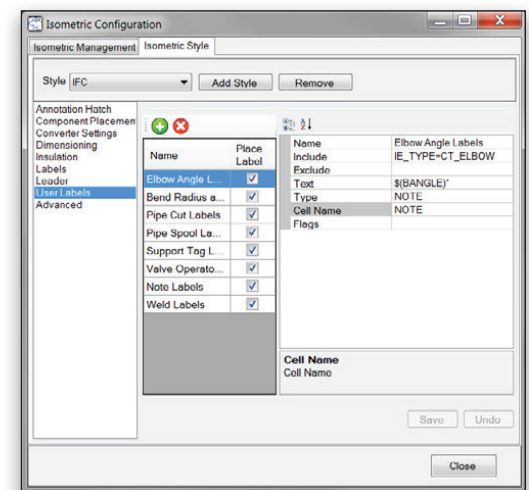 Isometric Configuration
Isometric Management Isometric Style
Style IFC Add Style Remove
Annotation Hatch
Component Placemen
Converter Settings
Dimensioning
Insulation
Labels
Leader
User Labels
Advanced
Name Place Label
Elbow Angle L...
Bend Radius a...
Pipe Cut Labels
Pipe Spool La...
Support Tag L...
Valve Operato...
Note Labels
Weld Labels
Name Elbow Angle Labels
Include IE_TYPE=CT_ELBOW
Exclude
Text $(BANGLE)°
Type NOTE
Cell Name NOTE
Flags
Cell Name
Cell Name
Save Undo
Close